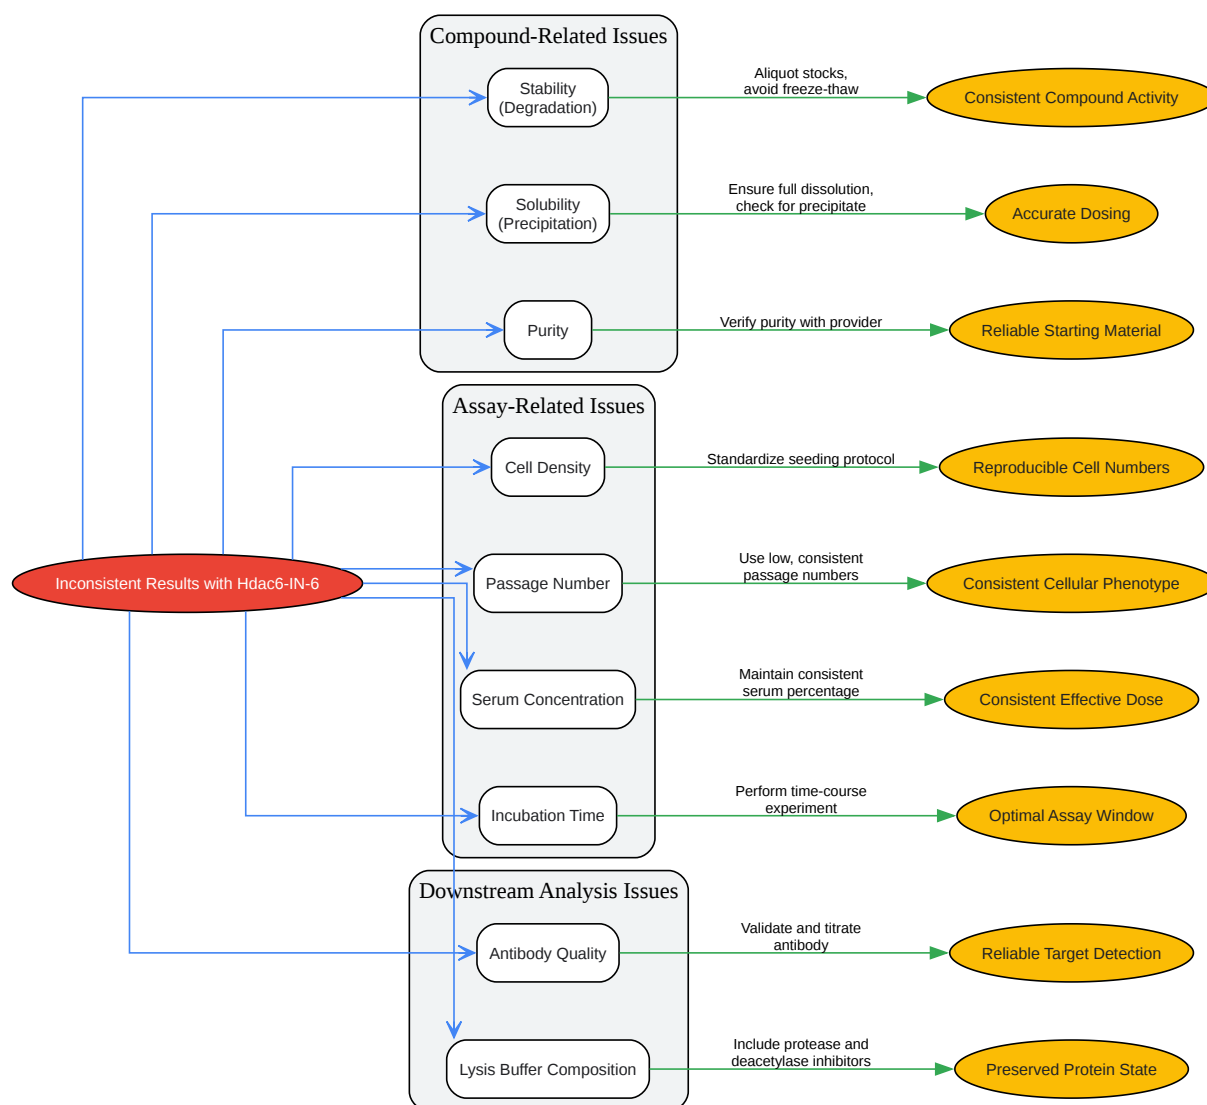 Compound-Related Issues
Stability
(Degradation)
Aliquot stocks,
avoid freeze-thaw
Consistent Compound Activity
Solubility
(Precipitation)
Ensure full dissolution,
check for precipitate
Accurate Dosing
Purity
Verify purity with provider
Reliable Starting Material
Assay-Related Issues
Cell Density
Standardize seeding protocol
Reproducible Cell Numbers
Inconsistent Results with Hdac6-IN-6
Passage Number
Use low, consistent
passage numbers
Consistent Cellular Phenotype
Serum Concentration
Maintain consistent
serum percentage
Consistent Effective Dose
Incubation Time
Perform time-course
experiment
Optimal Assay Window
Downstream Analysis Issues
Antibody Quality
Validate and titrate
antibody
Reliable Target Detection
Lysis Buffer Composition
Include protease and
deacetylase inhibitors
Preserved Protein State